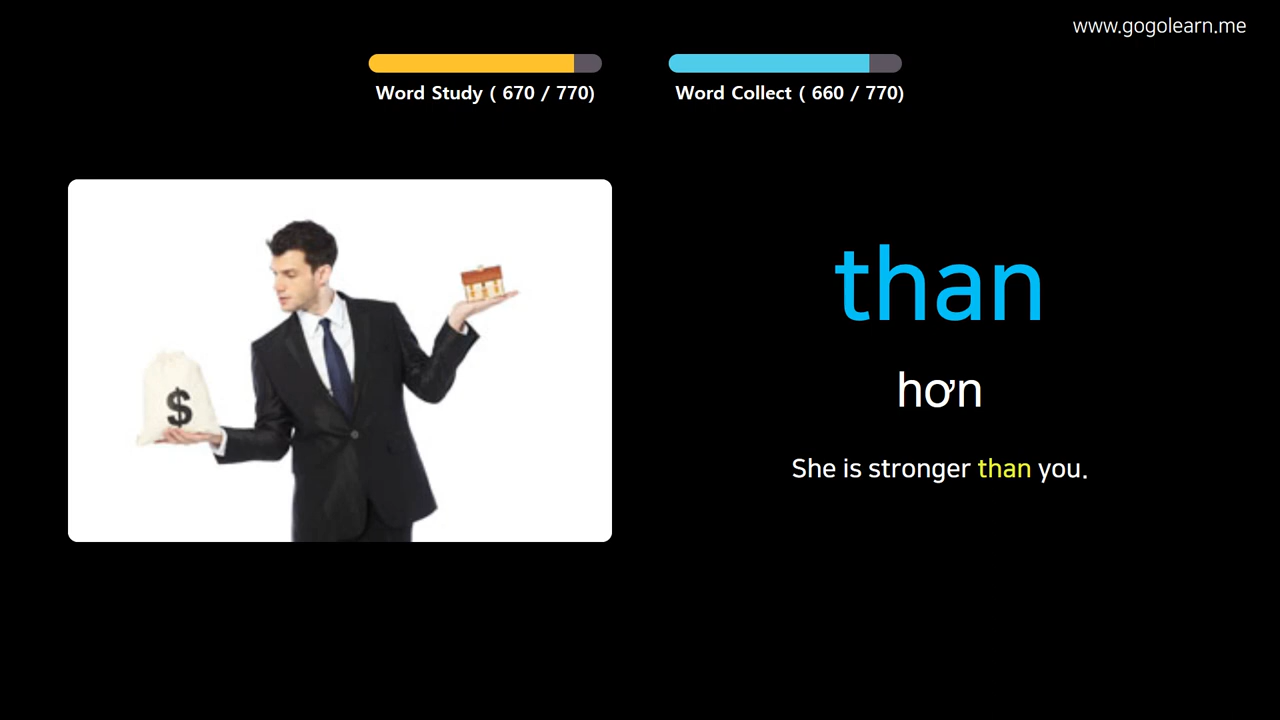 www.gogolearn.me
Word Study ( 670 / 770)
Word Collect ( 660 / 770)
$
than
hơn
She is stronger than you.